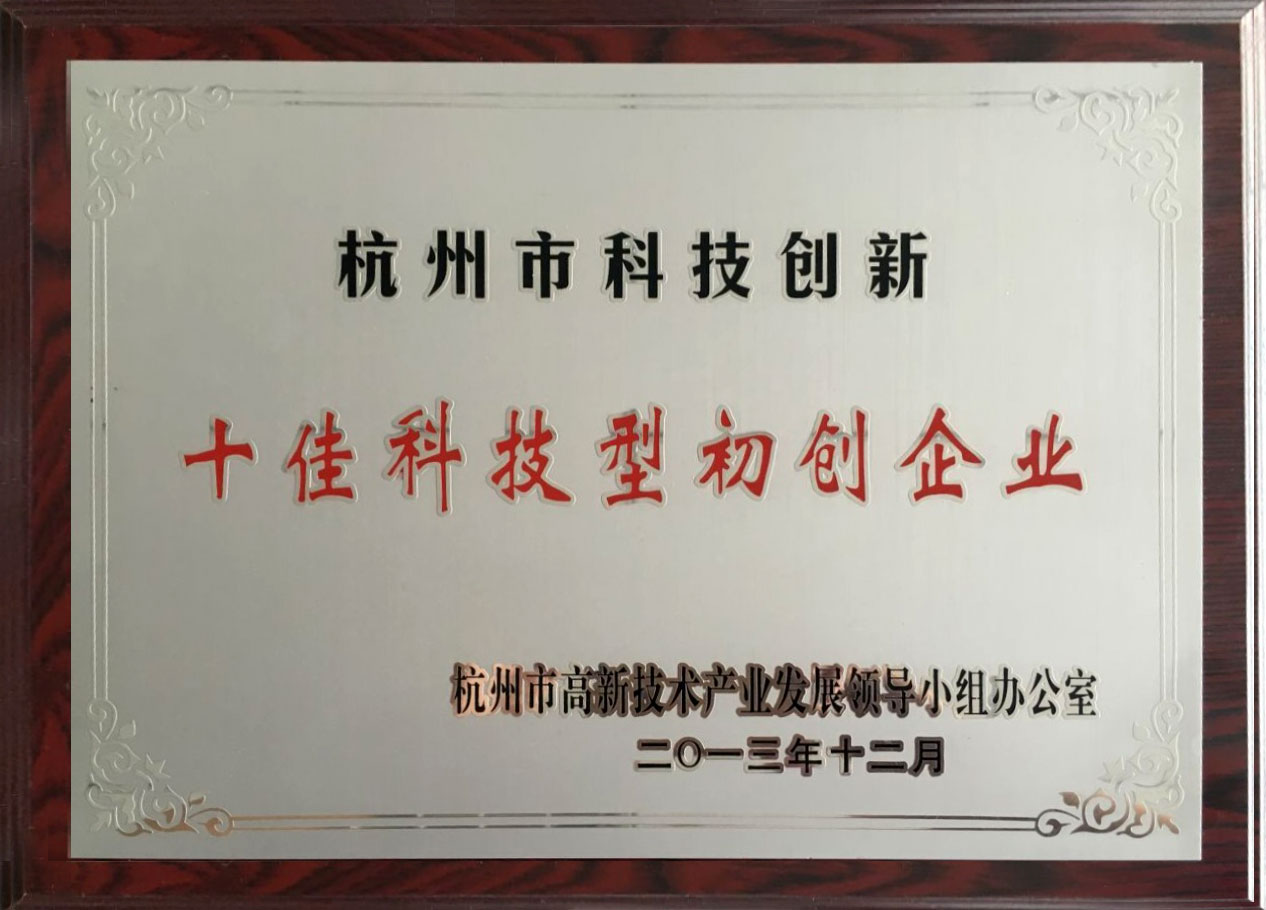 杭州市科技创新
十佳科技型初创企业
杭州市高新技术产业发展领导小组办公室
二〇一三年十二月